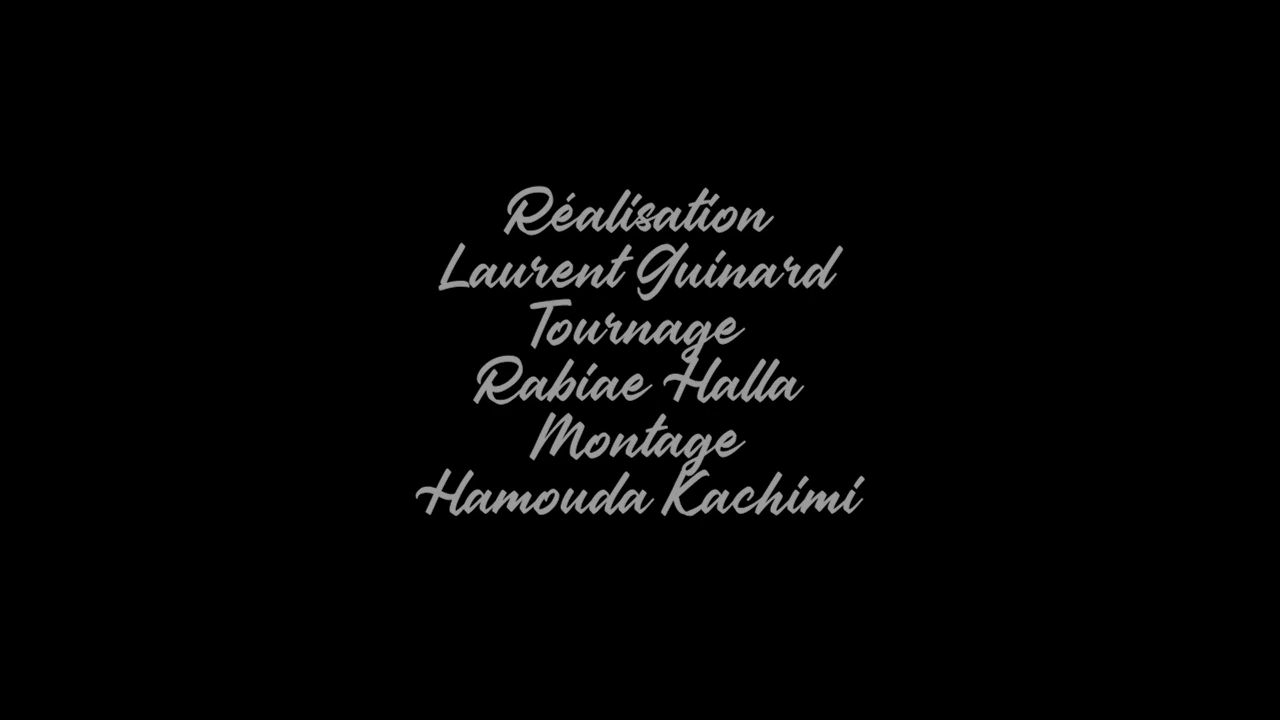 Réalisation
Laurent Guinard
Tournage
Rabiae Halla
Montage
Hamouda Kachimi